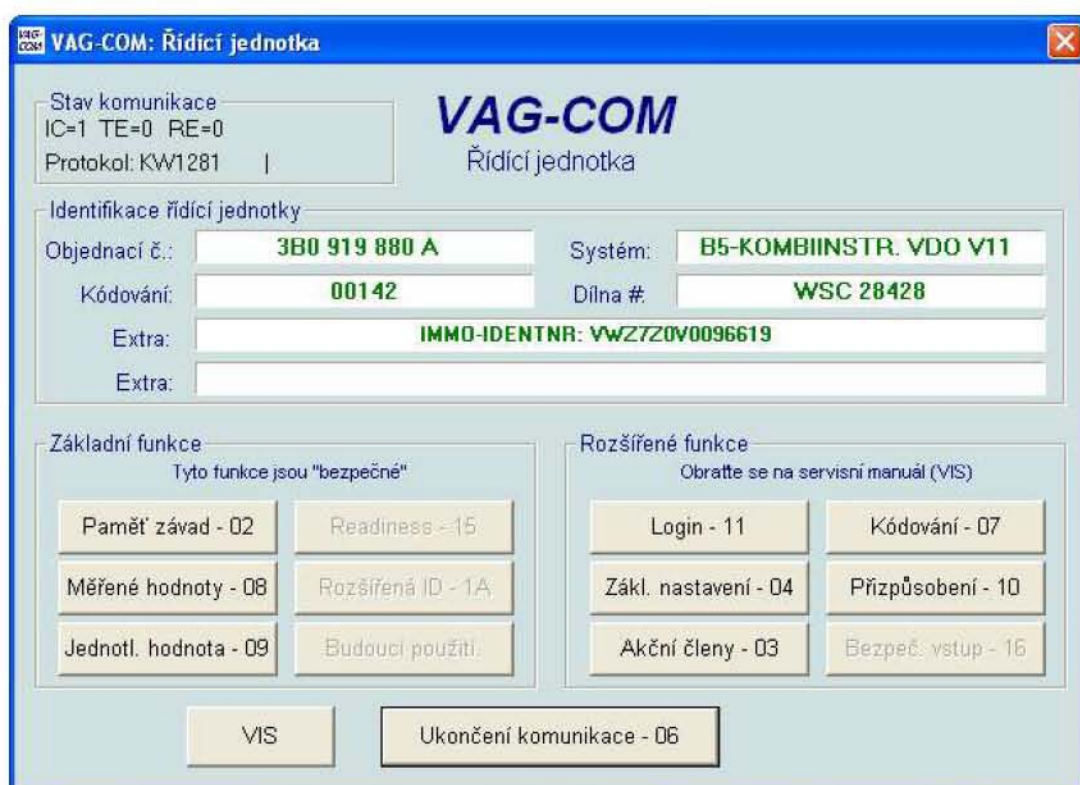 VAG-COM VAG-COM: Řídící jednotka
Stav komunikace
IC=1 TE=0 RE=0
Protokol: KW1281 |
VAG-COM
Řídící jednotka
Identifikace řídící jednotky
Objednací č.: 3B0 919 880 A Systém: B5-KOMBIINSTR. VDO V11
Kódování: 00142 Dílna #: WSC 28428
Extra: IMMO-IDENTNR: VWZ7Z0V0096619
Extra:
Základní funkce
Tyto funkce jsou "bezpečné"
Paměť závad - 02 Readiness - 15
Měřené hodnoty - 08 Rozšířená ID - 1A
Jednotl. hodnota - 09 Budoucí použití.
Rozšířené funkce
Obraťte se na servisní manuál (VIS)
Login - 11 Kódování - 07
Zákl. nastavení - 04 Přizpůsobení - 10
Akční členy - 03 Bezpeč. vstup - 16
VIS Ukončení komunikace - 06